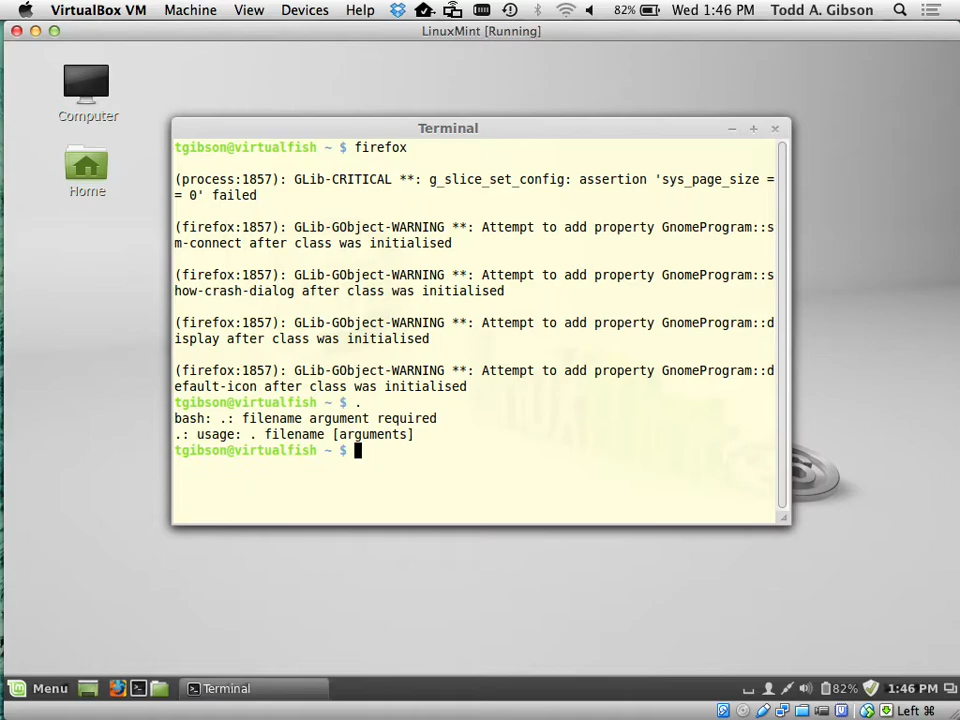 VirtualBox VM Machine View Devices Help 82% Wed 1:46 PM Todd A. Gibson
LinuxMint [Running]
Computer
Home
Terminal
tgibson@virtualfish ~ $ firefox
(process:1857): GLib-CRITICAL **: g_slice_set_config: assertion 'sys_page_size =
= 0' failed
(firefox:1857): GLib-GObject-WARNING **: Attempt to add property GnomeProgram::s
m-connect after class was initialised
(firefox:1857): GLib-GObject-WARNING **: Attempt to add property GnomeProgram::s
how-crash-dialog after class was initialised
(firefox:1857): GLib-GObject-WARNING **: Attempt to add property GnomeProgram::d
isplay after class was initialised
(firefox:1857): GLib-GObject-WARNING **: Attempt to add property GnomeProgram::d
efault-icon after class was initialised
tgibson@virtualfish ~ $ .
bash: .: filename argument required
.: usage: . filename [arguments]
tgibson@virtualfish ~ $
Menu Terminal 82% 1:46 PM
Left ⌘